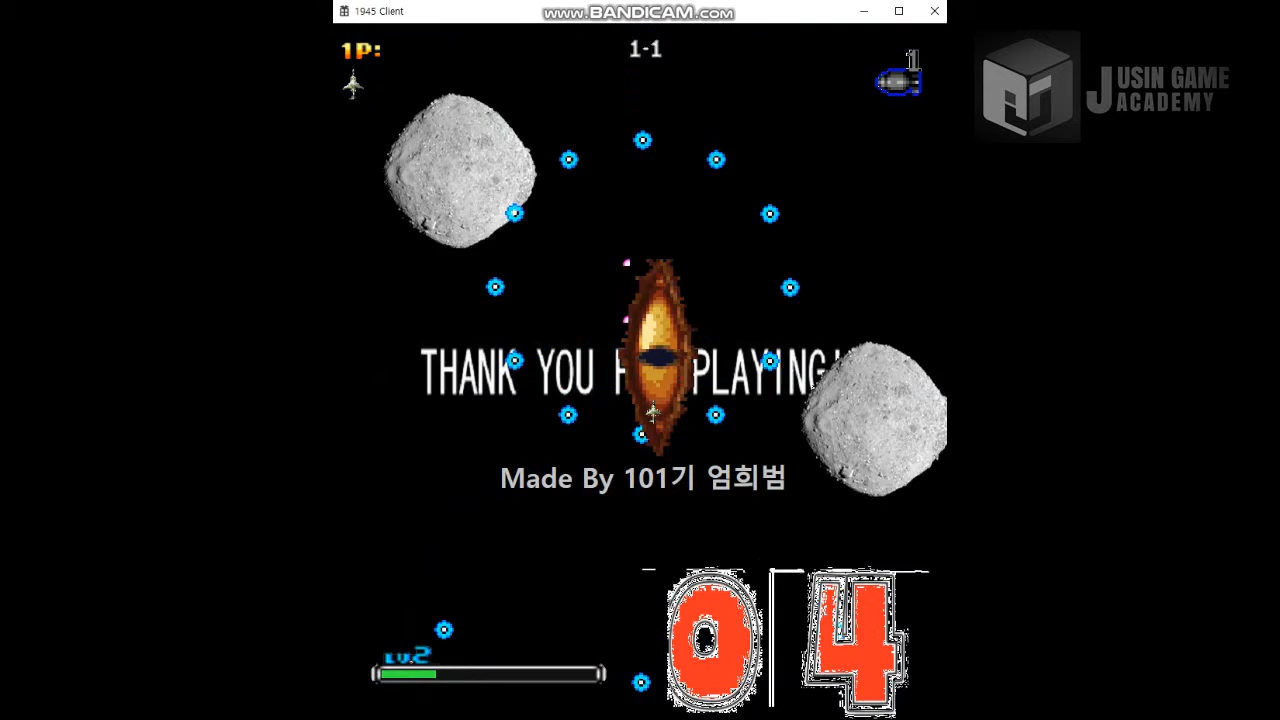 1945 Client
www.BANDICAM.com
1P:
1-1
1
JUSIN GAME
ACADEMY
THANK YOU F PLAYING!
Made By 101기 엄희범
04
Lv.2